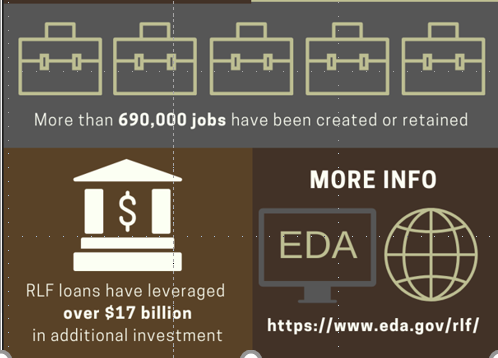 More than 690,000 jobs have been created or retained
$
RLF loans have leveraged
over $17 billion
in additional investment
MORE INFO
EDA
https://www.eda.gov/rlf/